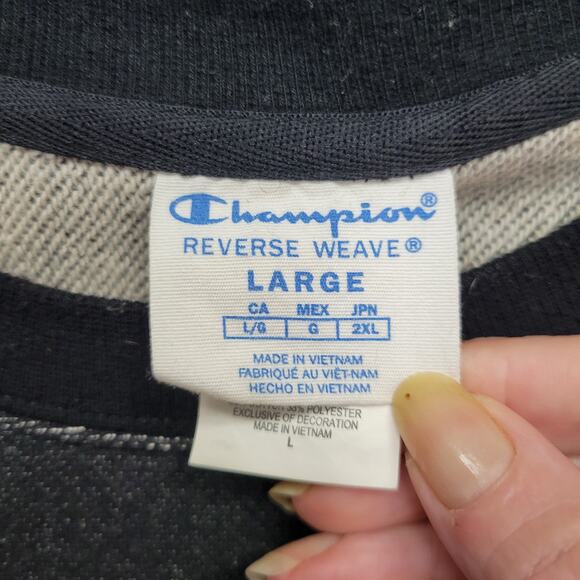 Champion®
REVERSE WEAVE®
LARGE
CA MEX JPN
L/G G 2XL
MADE IN VIETNAM
FABRIQUÉ AU VIÊT-NAM
HECHO EN VIETNAM
POLYESTER
EXCLUSIVE OF DECORATION
MADE IN VIETNAM
L